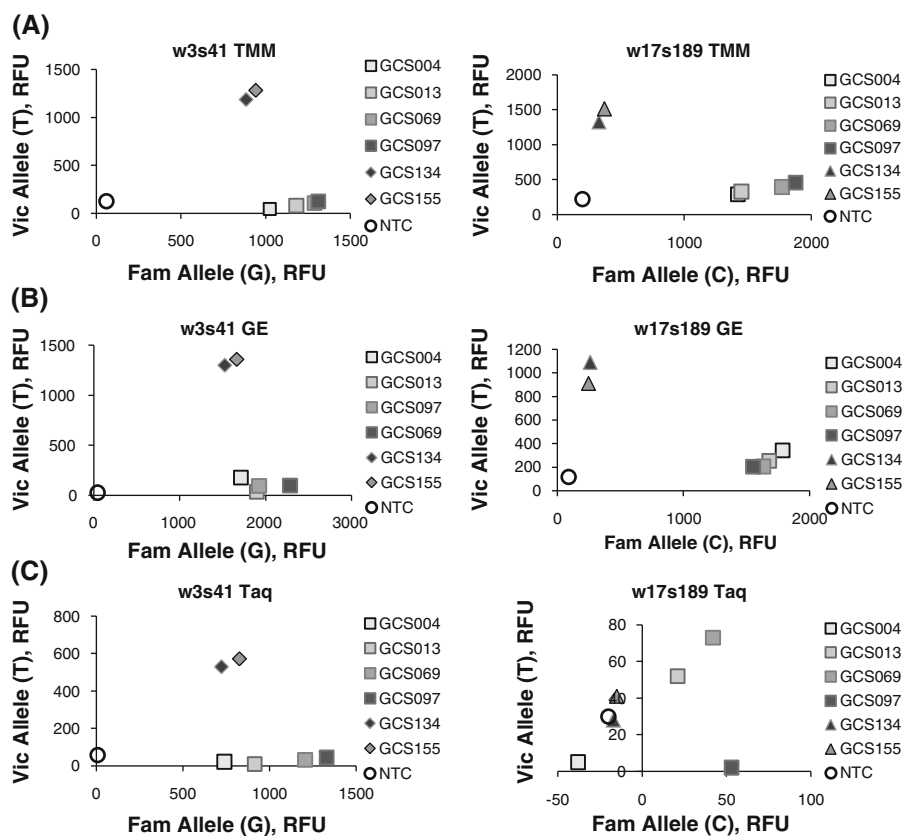 (A)
w3s41 TMM
Vic Allele (T), RFU
1500
1000
500
0
0 500 1000 1500
Fam Allele (G), RFU
GCS004
GCS013
GCS069
GCS097
GCS134
GCS155
NTC
w17s189 TMM
Vic Allele (T), RFU
2000
1500
1000
500
0
0 1000 2000
Fam Allele (C), RFU
GCS004
GCS013
GCS069
GCS097
GCS134
GCS155
NTC
(B)
w3s41 GE
Vic Allele (T), RFU
1500
1000
500
0
0 1000 2000 3000
Fam Allele (G), RFU
GCS004
GCS013
GCS097
GCS069
GCS134
GCS155
NTC
w17s189 GE
Vic Allele (T), RFU
1200
1000
800
600
400
200
0
0 1000 2000
Fam Allele (C), RFU
GCS004
GCS013
GCS069
GCS097
GCS134
GCS155
NTC
(C)
w3s41 Taq
Vic Allele (T), RFU
800
600
400
200
0
0 500 1000 1500
Fam Allele (G), RFU
GCS004
GCS013
GCS069
GCS097
GCS134
GCS155
NTC
w17s189 Taq
Vic Allele (T), RFU
80
60
40
20
0
-50 0 50 100
Fam Allele (C), RFU
GCS004
GCS013
GCS069
GCS097
GCS134
GCS155
NTC